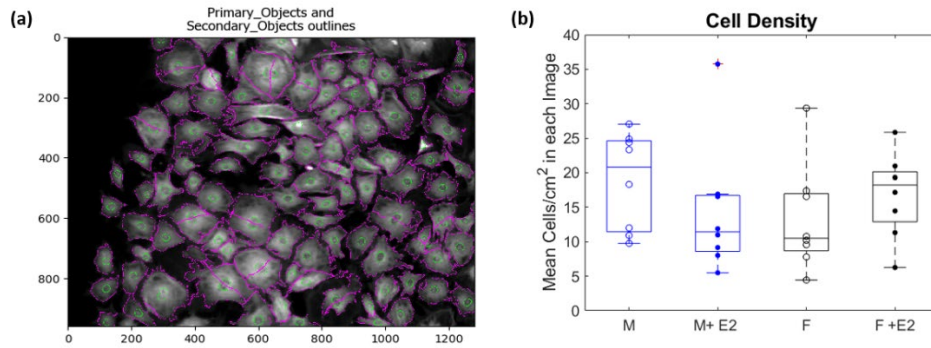 (a)
Primary_Objects and
Secondary_Objects outlines
0
200
400
600
800
0 200 400 600 800 1000 1200
(b)
Cell Density
Mean Cells/cm² in each Image
40
35
30
25
20
15
10
5
0
M M+ E2 F F +E2